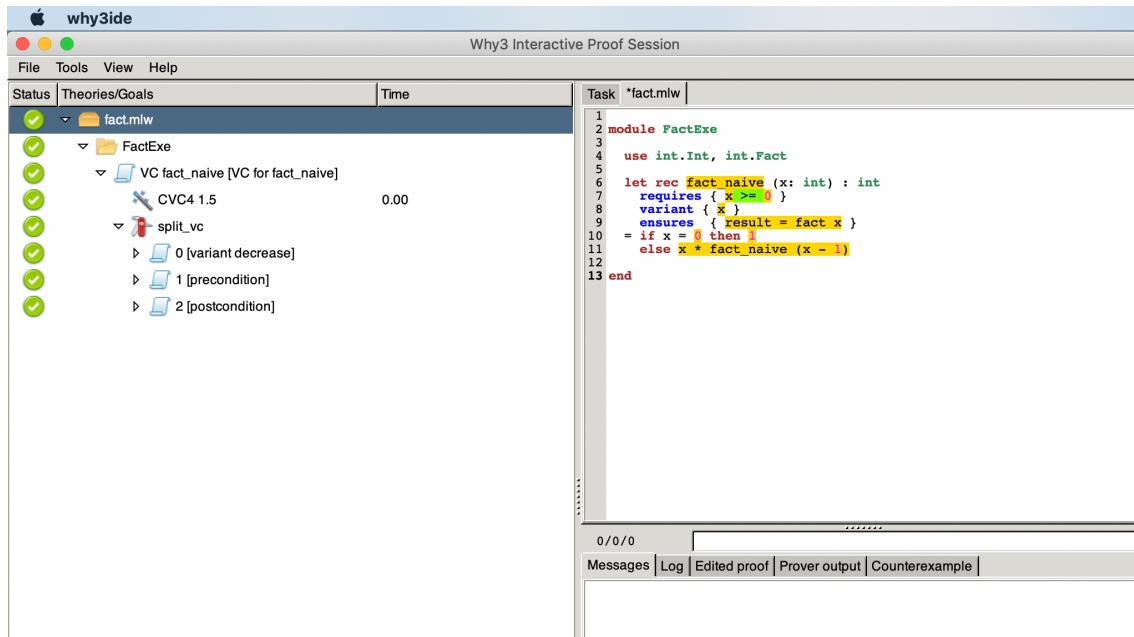 why3ide
Why3 Interactive Proof Session
File Tools View Help
Status Theories/Goals Time
fact.mlw
FactExe
VC fact_naive [VC for fact_naive]
CVC4 1.5 0.00
split_vc
0 [variant decrease]
1 [precondition]
2 [postcondition]
Task *fact.mlw
1
2 module FactExe
3
4 use int.Int, int.Fact
5
6 let rec fact_naive (x: int) : int
7 requires { x >= 0 }
8 variant { x }
9 ensures { result = fact x }
10 = if x = 0 then 1
11 else x * fact_naive (x - 1)
12
13 end
0/0/0
Messages Log Edited proof Prover output Counterexample